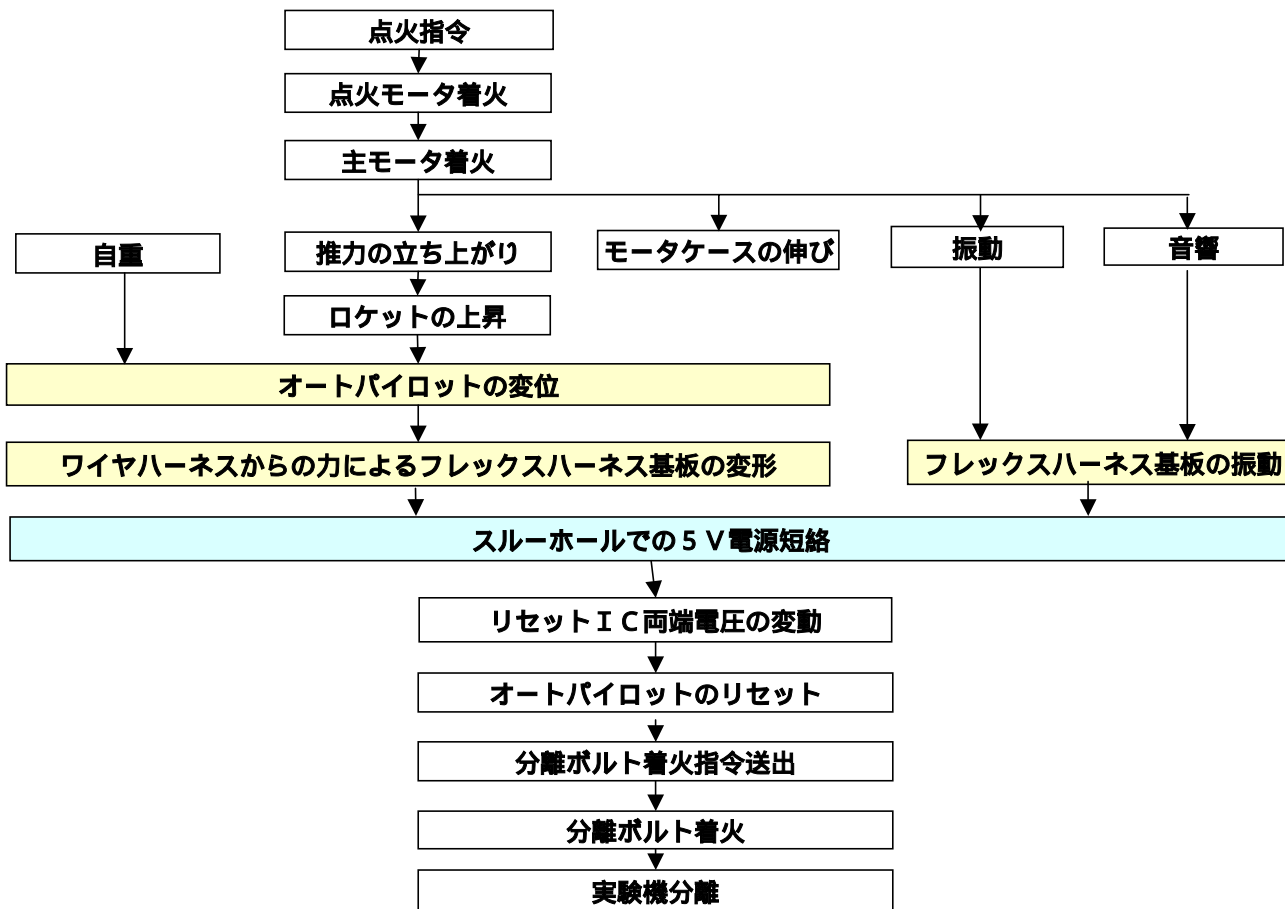 点火指令
点火モータ着火
主モータ着火
自重
推力の立ち上がり
モータケースの伸び
振動
音響
ロケットの上昇
オートパイロットの変位
ワイヤハーネスからの力によるフレックスハーネス基板の変形
フレックスハーネス基板の振動
スルーホールでの５Ｖ電源短絡
リセットＩＣ両端電圧の変動
オートパイロットのリセット
分離ボルト着火指令送出
分離ボルト着火
実験機分離